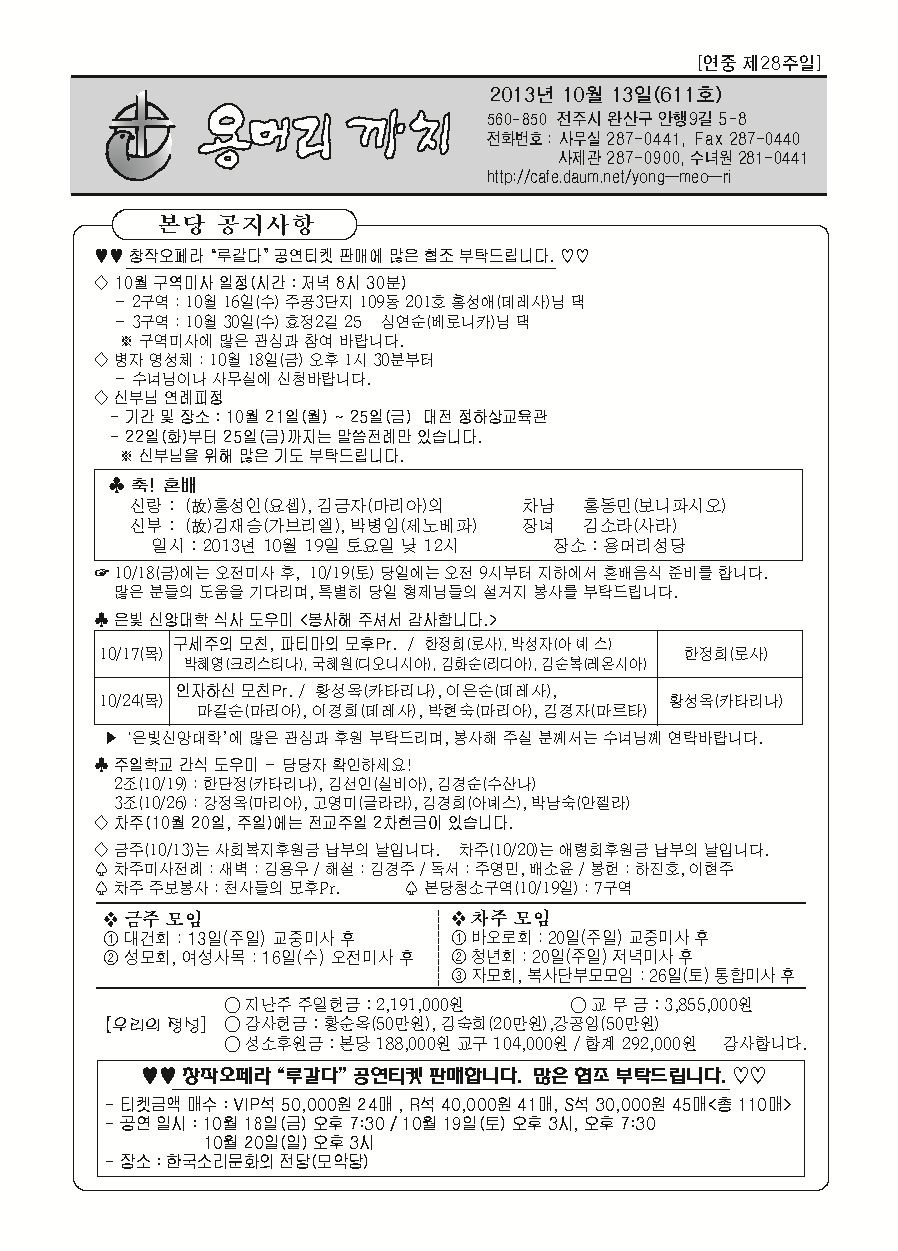 [연중 제28주일]
용머리 까치
2013년 10월 13일(611호)
560-850 전주시 완산구 안행9길 5-8
전화번호 : 사무실 287-0441, Fax 287-0440
사제관 287-0900, 수녀원 281-0441
http://cafe.daum.net/yong—meo—ri
본당 공지사항
♥♥ 창작오페라 “루갈다” 공연티켓 판매에 많은 협조 부탁드립니다. ♡♡
◇ 10월 구역미사 일정(시간 : 저녁 8시 30분)
- 2구역 : 10월 16일(수) 주공3단지 109동 201호 홍성애(데레사)님 댁
- 3구역 : 10월 30일(수) 효정2길 25 심연순(베로니카)님 댁
※ 구역미사에 많은 관심과 참여 바랍니다.
◇ 병자 영성체 : 10월 18일(금) 오후 1시 30분부터
- 수녀님이나 사무실에 신청바랍니다.
◇ 신부님 연례피정
- 기간 및 장소 : 10월 21일(월) ~ 25일(금) 대전 정하상교육관
- 22일(화)부터 25일(금)까지는 말씀전례만 있습니다.
※ 신부님을 위해 많은 기도 부탁드립니다.
♣ 축! 혼배
신랑 : (故)홍성인(요셉), 김금자(마리아)의 차남 홍동민(보니파시오)
신부 : (故)김재승(가브리엘), 박병임(제노베파) 장녀 김소라(사라)
일시 : 2013년 10월 19일 토요일 낮 12시 장소 : 용머리성당
☞ 10/18(금)에는 오전미사 후, 10/19(토) 당일에는 오전 9시부터 지하에서 혼배음식 준비를 합니다.
많은 분들의 도움을 기다리며, 특별히 당일 형제님들의 설거지 봉사를 부탁드립니다.
♣ 은빛 신앙대학 식사 도우미 <봉사해 주셔서 감사합니다.>
10/17(목) 구세주의 모친, 파티마의 모후Pr. / 한정희(로사), 박성자(아 녜 스) 한정희(로사)
박혜영(크리스티나), 국혜원(디오니시아), 김화순(리디아), 김순복(레온시아)
10/24(목) 인자하신 모친Pr. / 황성옥(카타리나), 이은순(데레사), 황성옥(카타리나)
마길순(마리아), 이경희(데레사), 박현숙(마리아), 김경자(마르타)
▶ ‘은빛신앙대학’에 많은 관심과 후원 부탁드리며, 봉사해 주실 분께서는 수녀님께 연락바랍니다.
♣ 주일학교 간식 도우미 - 담당자 확인하세요!
2조(10/19) : 한단정(카타리나), 김선인(실비아), 김경순(수산나)
3조(10/26) : 강정옥(마리아), 고영미(글라라), 김경희(아녜스), 박남숙(안젤라)
◇ 차주(10월 20일, 주일)에는 전교주일 2차헌금이 있습니다.
◇ 금주(10/13)는 사회복지후원금 납부의 날입니다. 차주(10/20)는 애령회후원금 납부의 날입니다.
♤ 차주미사전례 : 새벽 : 김용우 / 해설 : 김경주 / 독서 : 주영민, 배소윤 / 봉헌 : 하진호, 이현주
♤ 차주 주보봉사 : 천사들의 모후Pr. ♤ 본당청소구역(10/19일) : 7구역
❖ 금주 모임
① 대건회 : 13일(주일) 교중미사 후
② 성모회, 여성사목 : 16일(수) 오전미사 후
❖ 차주 모임
① 바오로회 : 20일(주일) 교중미사 후
② 청년회 : 20일(주일) 저녁미사 후
③ 자모회, 복사단부모모임 : 26일(토) 통합미사 후
[우리의 정성]
○ 지난주 주일헌금 : 2,191,000원 ○ 교 무 금 : 3,855,000원
○ 감사헌금 : 황순옥(50만원), 김숙희(20만원),강공임(50만원)
○ 성소후원금 : 본당 188,000원 교구 104,000원 / 합계 292,000원 감사합니다.
♥♥ 창작오페라 “루갈다” 공연티켓 판매합니다. 많은 협조 부탁드립니다. ♡♡
- 티켓금액 매수 : VIP석 50,000원 24매 , R석 40,000원 41매, S석 30,000원 45매<총 110매>
- 공연 일시 : 10월 18일(금) 오후 7:30 / 10월 19일(토) 오후 3시, 오후 7:30
10월 20일(일) 오후 3시
- 장소 : 한국소리문화의 전당(모악당)